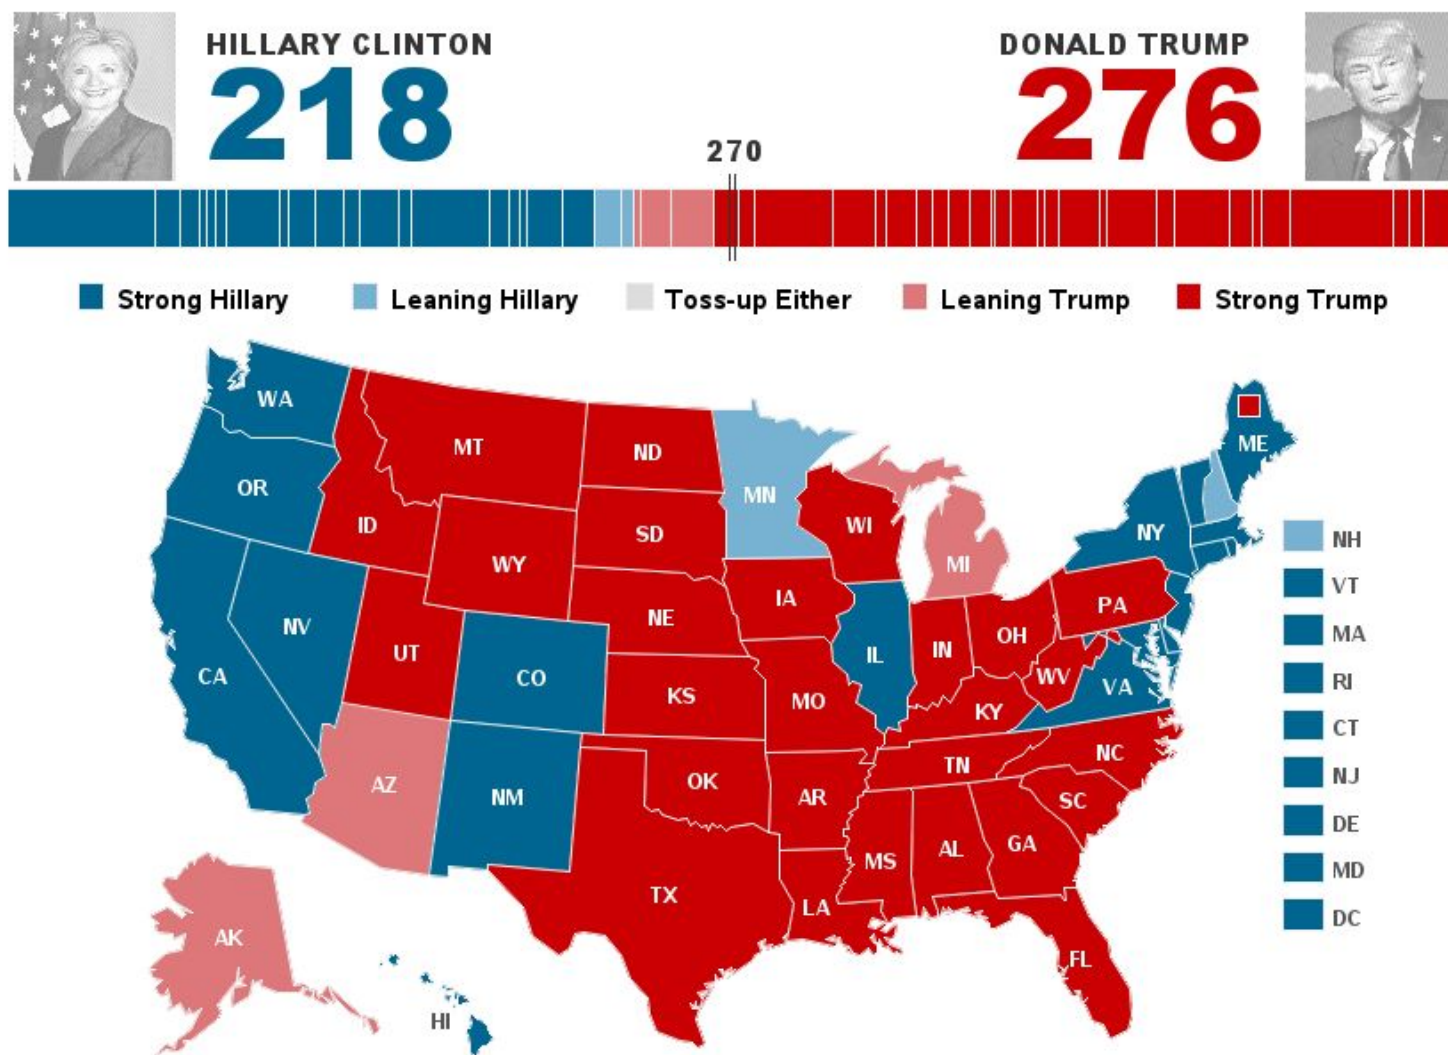 HILLARY CLINTON
218
DONALD TRUMP
276
270
Strong Hillary
Leaning Hillary
Toss-up Either
Leaning Trump
Strong Trump
WA
MT
ND
MN
ME
OR
ID
SD
WI
NY
NH
WY
MI
VT
IA
PA
NV
NE
OH
MA
UT
IL
IN
CA
CO
WV
VA
RI
KS
MO
KY
CT
AZ
NM
OK
TN
NC
NJ
AR
SC
DE
MS
AL
GA
MD
TX
LA
DC
AK
FL
HI